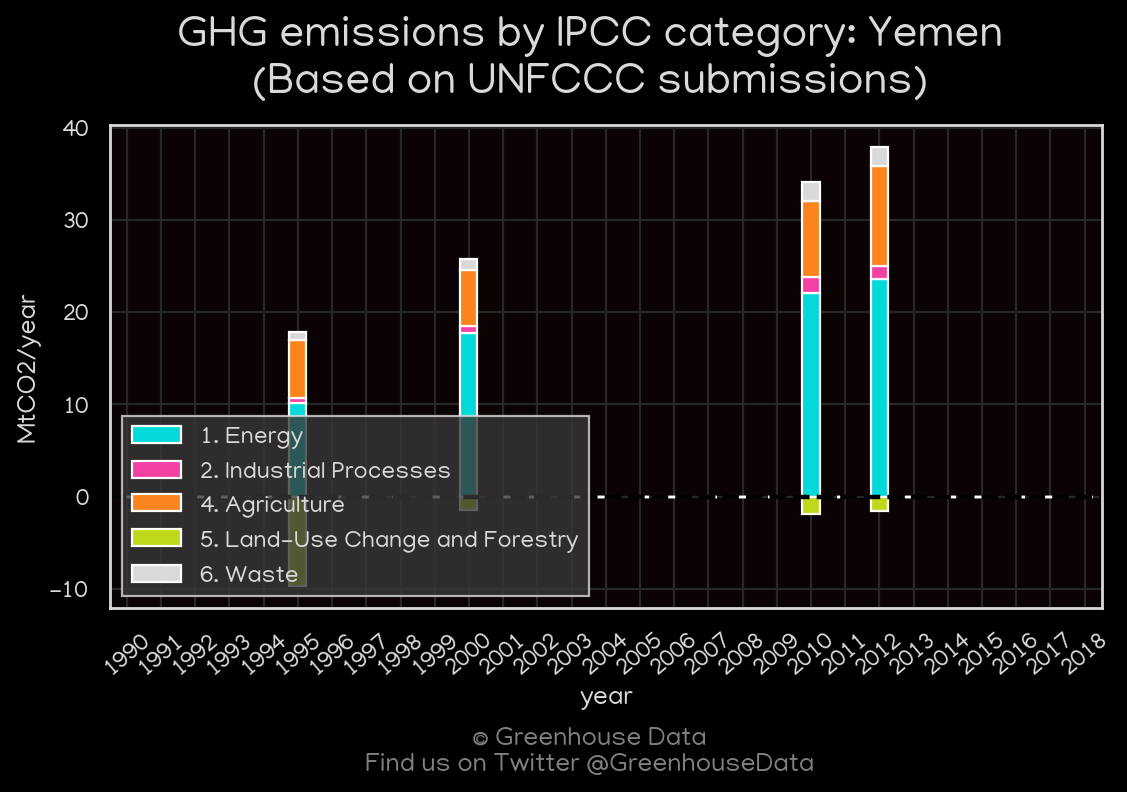 GHG emissions by IPCC category: Yemen
(Based on UNFCCC submissions)
40
30
20
10
0
−10
MtCO2/year
1. Energy
2. Industrial Processes
4. Agriculture
5. Land-Use Change and Forestry
6. Waste
1990 1991 1992 1993 1994 1995 1996 1997 1998 1999 2000 2001 2002 2003 2004 2005 2006 2007 2008 2009 2010 2011 2012 2013 2014 2015 2016 2017 2018
year
© Greenhouse Data
Find us on Twitter @GreenhouseData